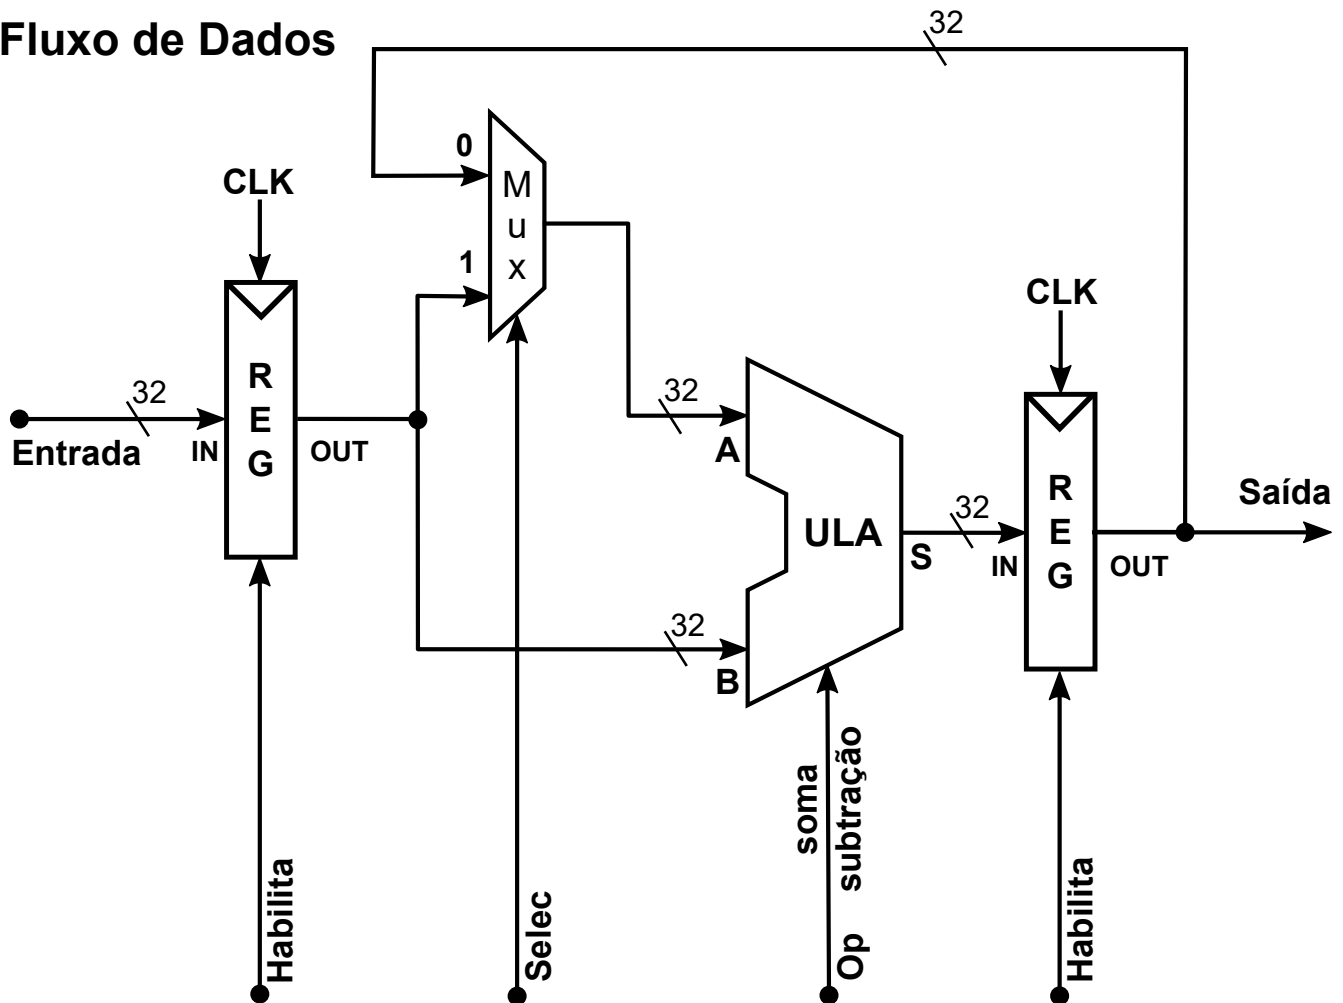 Fluxo de Dados
32
0
M
u
x
1
CLK
R
E
G
32
Entrada
IN
OUT
32
A
32
B
ULA
S
32
CLK
R
E
G
IN
OUT
Saída
Habilita
Selec
Op soma
subtração
Habilita